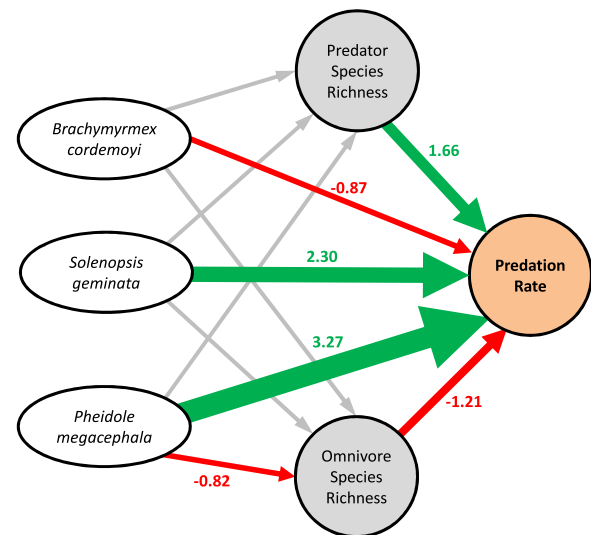 Predator
Species
Richness
Brachymyrmex
cordemoyi
1.66
-0.87
Solenopsis
geminata
2.30
Predation
Rate
3.27
Pheidole
megacephala
-1.21
-0.82
Omnivore
Species
Richness